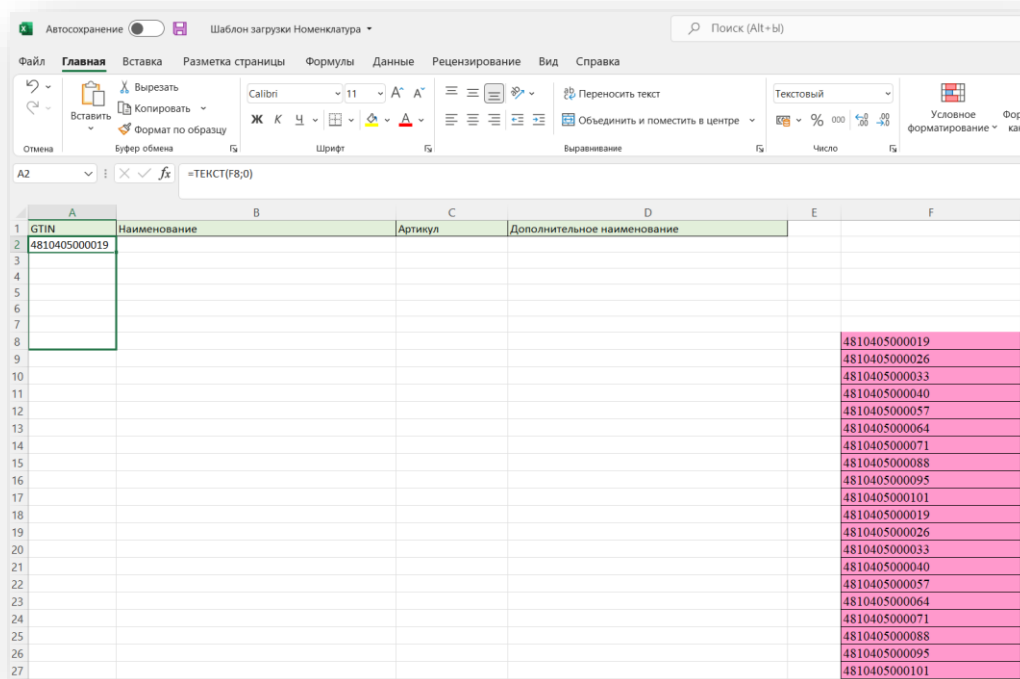 Автосохранение Шаблон загрузки Номенклатура Поиск (Alt+Ы)
Файл Главная Вставка Разметка страницы Формулы Данные Рецензирование Вид Справка
Вставить Вырезать
Копировать
Формат по образцу
Calibri 11
Ж К Ч А
Переносить текст
Объединить и поместить в центре
Текстовый
% 000
Условное
форматирование
Отмена Буфер обмена Шрифт Выравнивание Число
A2 fx =ТЕКСТ(F8;0)
A B C D E F
1 GTIN Наименование Артикул Дополнительное наименование
2 4810405000019
3
4
5
6
7
8 4810405000019
9 4810405000026
10 4810405000033
11 4810405000040
12 4810405000057
13 4810405000064
14 4810405000071
15 4810405000088
16 4810405000095
17 4810405000101
18 4810405000019
19 4810405000026
20 4810405000033
21 4810405000040
22 4810405000057
23 4810405000064
24 4810405000071
25 4810405000088
26 4810405000095
27 4810405000101